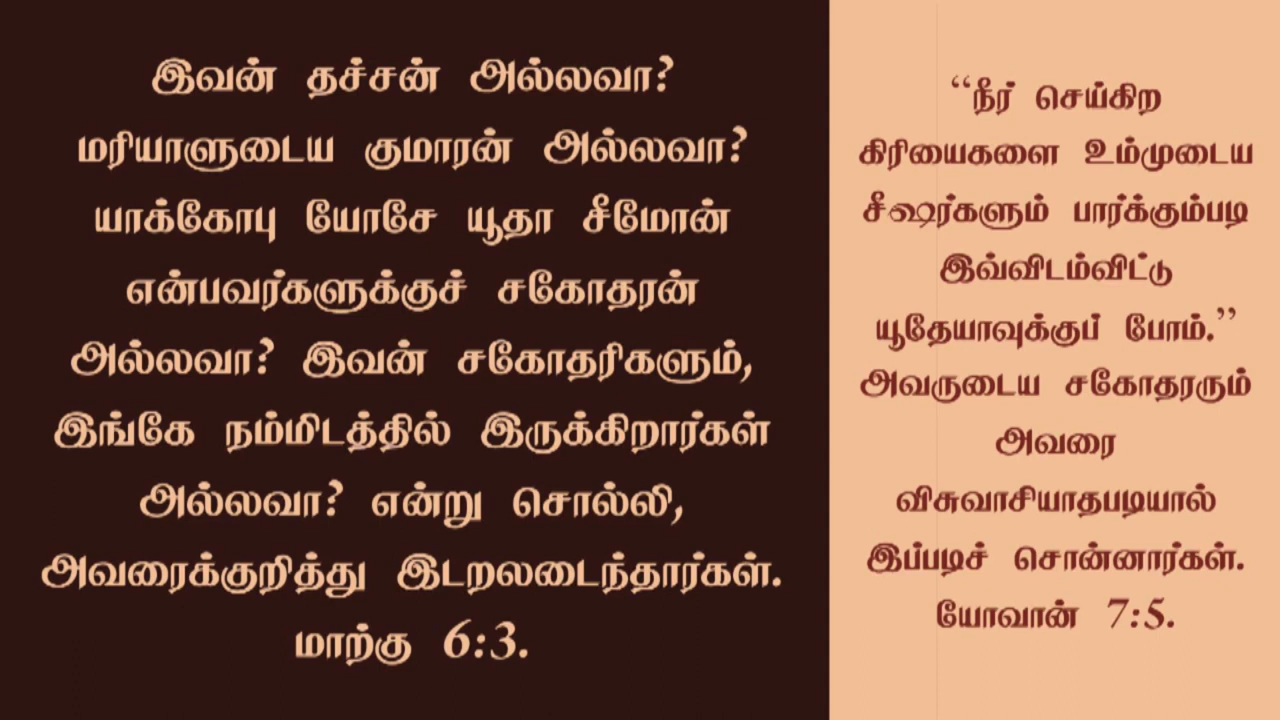 இவன் தச்சன் அல்லவா?
மரியாளுடைய குமாரன் அல்லவா?
யாக்கோபு யோசே யூதா சீமோன்
என்பவர்களுக்குச் சகோதரன்
அல்லவா? இவன் சகோதரிகளும்,
இங்கே நம்மிடத்தில் இருக்கிறார்கள்
அல்லவா? என்று சொல்லி,
அவரைக்குறித்து இடறலடைந்தார்கள்.
மாற்கு 6:3.
“நீர் செய்கிற
கிரியைகளை உம்முடைய
சீஷர்களும் பார்க்கும்படி
இவ்விடம்விட்டு
யூதேயாவுக்குப் போம்.”
அவருடைய சகோதரரும்
அவரை
விசுவாசியாதபடியால்
இப்படிச் சொன்னார்கள்.
யோவான் 7:5.